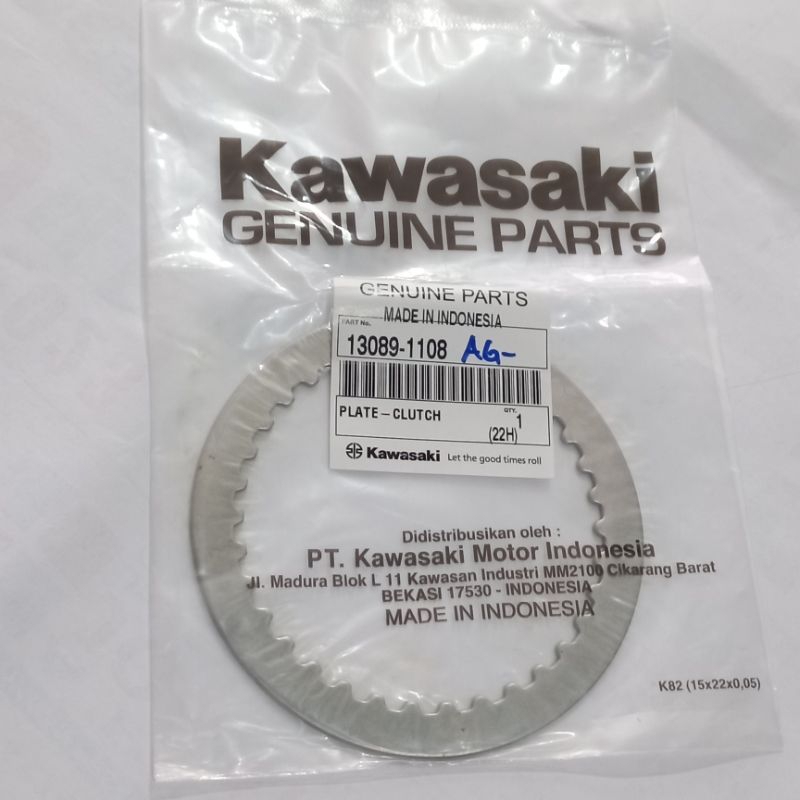 Kawasaki
GENUINE PARTS
GENUINE PARTS
MADE IN INDONESIA
PART No.
13089-1108 AG-
PLATE-CLUTCH
QTY.
1
(22H)
Kawasaki Let the good times roll
Didistribusikan oleh :
PT. Kawasaki Motor Indonesia
Jl. Madura Blok L 11 Kawasan Industri MM2100 Cikarang Barat
BEKASI 17530 - INDONESIA
MADE IN INDONESIA
K82 (15x22x0,05)